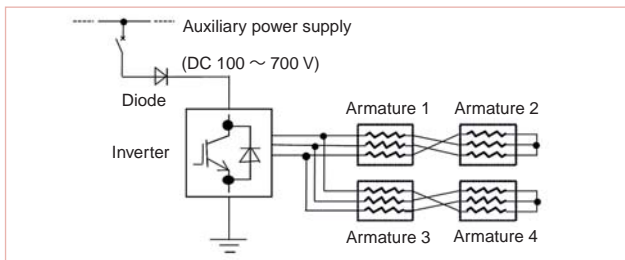 Auxiliary power supply
(DC 100 ～ 700 V)
Diode
Armature 1
Armature 2
Inverter
Armature 3
Armature 4